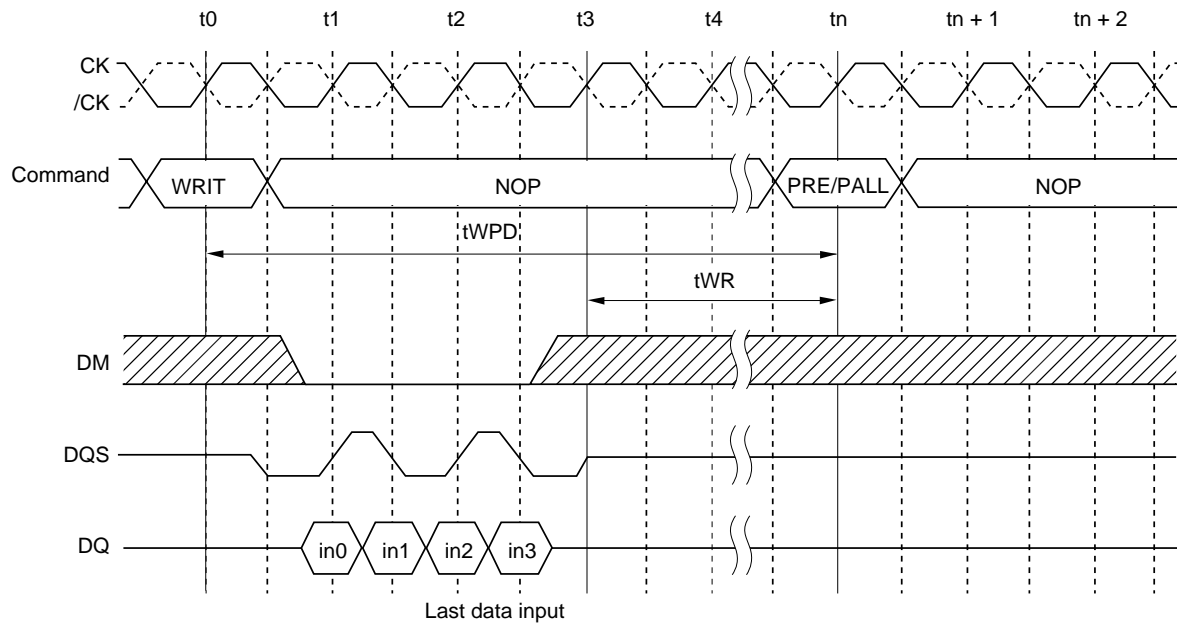 t0 t1 t2 t3 t4 tn tn + 1 tn + 2
CK
/CK
Command WRIT NOP PRE/PALL NOP
tWPD
tWR
DM
DQS
DQ in0 in1 in2 in3
Last data input